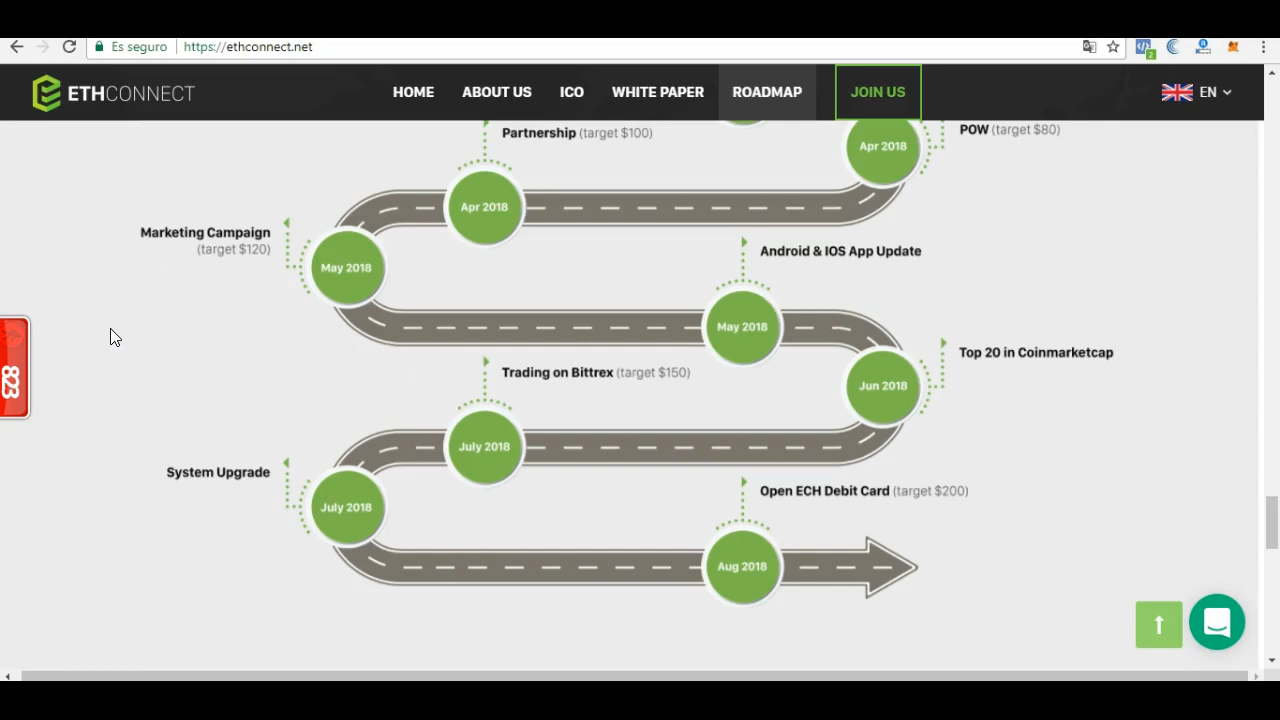 Es seguro
https://ethconnect.net
ETHCONNECT
HOME
ABOUT US
ICO
WHITE PAPER
ROADMAP
JOIN US
EN
Partnership (target $100)
POW (target $80)
Apr 2018
Apr 2018
Marketing Campaign
(target $120)
May 2018
Android & IOS App Update
May 2018
Top 20 in Coinmarketcap
Jun 2018
Trading on Bittrex (target $150)
July 2018
System Upgrade
July 2018
Open ECH Debit Card (target $200)
Aug 2018
823